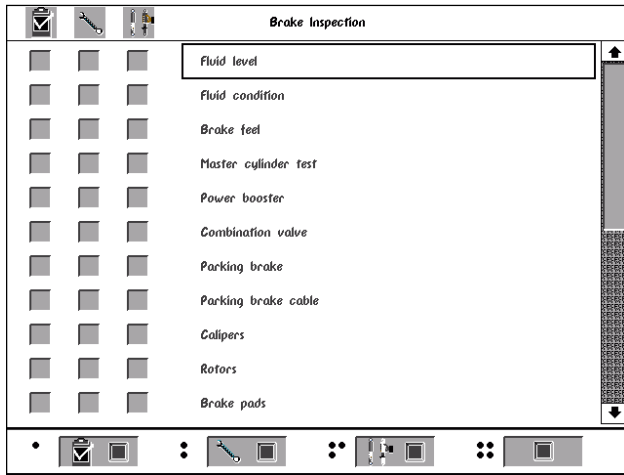 Brake Inspection
Fluid level
Fluid condition
Brake feel
Master cylinder test
Power booster
Combination valve
Parking brake
Parking brake cable
Calipers
Rotors
Brake pads